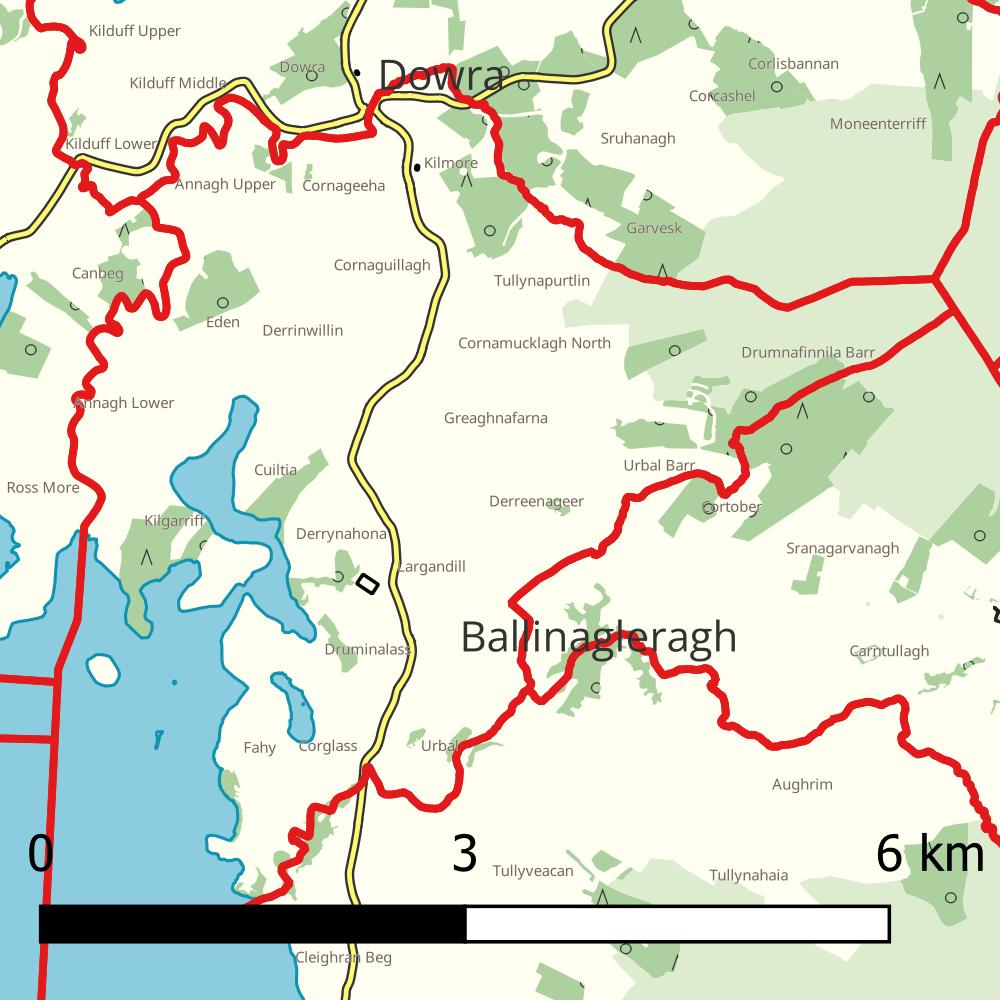 Kilduff Upper
Corlisbannan
Dowra
Dowra
Kilduff Middle
Corcashel
Moneenterriff
Sruhanagh
Kilduff Lower
Kilmore
Annagh Upper
Cornageeha
Garvesk
Cornaguillagh
Canbeg
Tullynapurtlin
Eden
Derrinwillin
Cornamucklagh North
Drumnafinnila Barr
Annagh Lower
Greaghnafarna
Cuiltia
Urbal Barr
Ross More
Derreenageer
Cortober
Kilgarriff
Derrynahona
Sranagarvanagh
Largandill
Ballinagleragh
Druminalass
Carntullagh
Fahy
Corglass
Urbal
Aughrim
0
3
6 km
Tullyveacan
Tullynahaia
Cleighran Beg